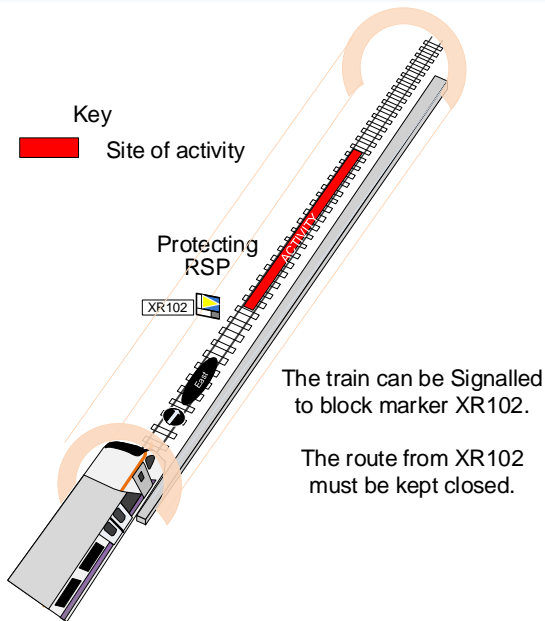 Key
Site of activity
ACTIVITY
Protecting
RSP
XR102
East
The train can be Signalled
to block marker XR102.
The route from XR102
must be kept closed.